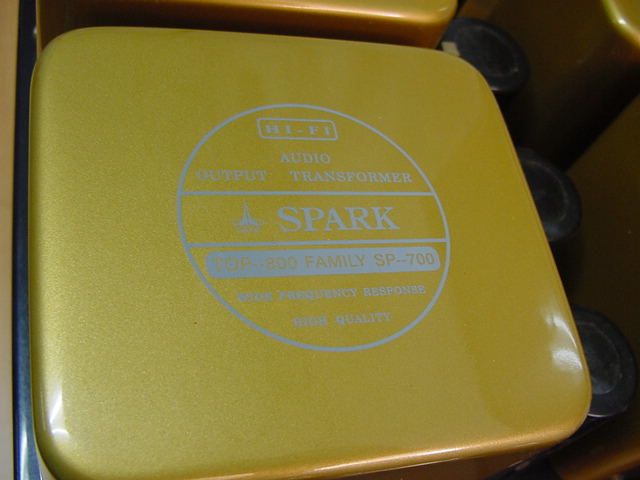 HI-FI
AUDIO
OUTPUT TRANSFORMER
SPARK
TOP--800 FAMILY SP--700
WIDE FREQUENCY RESPONSE
HIGH QUALITY